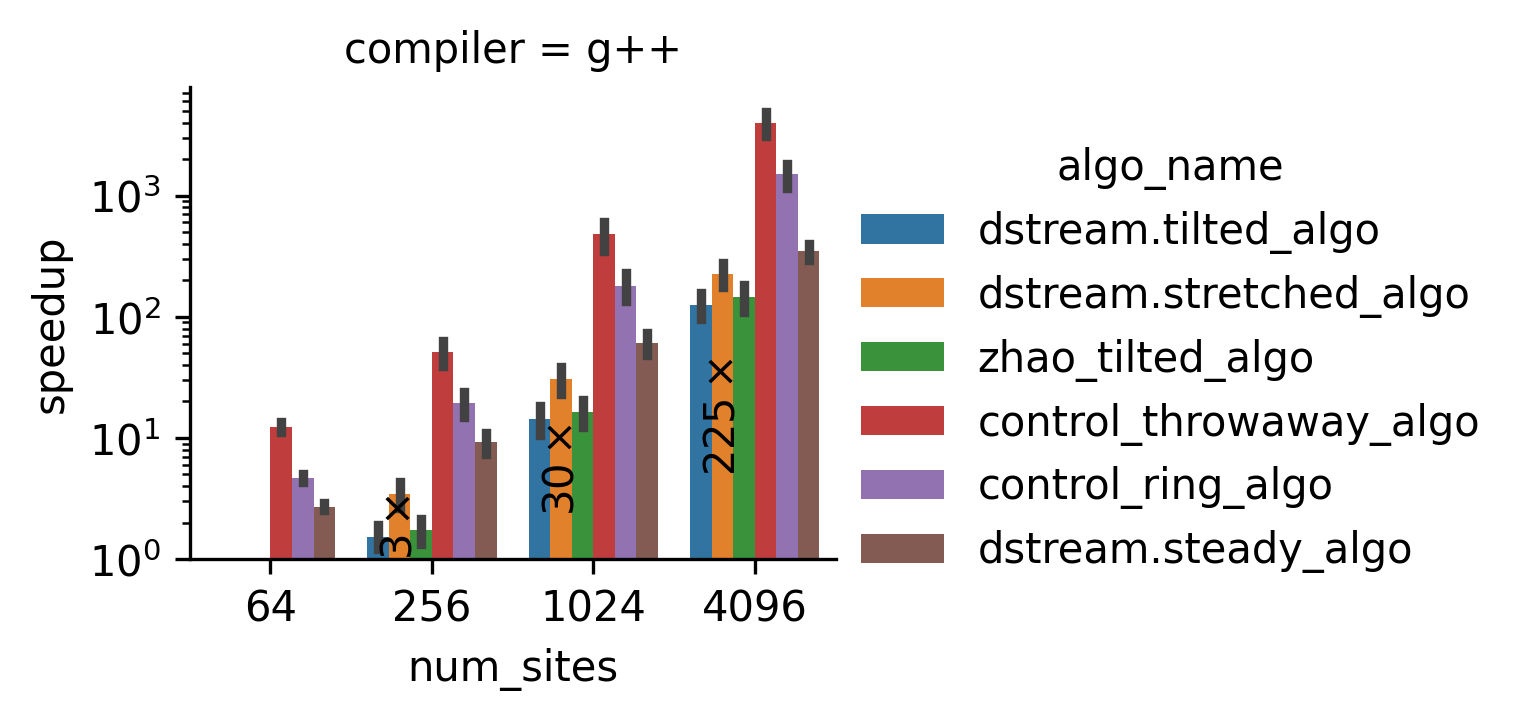 compiler = g++
speedup
10³
10²
10¹
10⁰
3 ×
30 ×
225 ×
64 256 1024 4096
num_sites
algo_name
dstream.tilted_algo
dstream.stretched_algo
zhao_tilted_algo
control_throwaway_algo
control_ring_algo
dstream.steady_algo